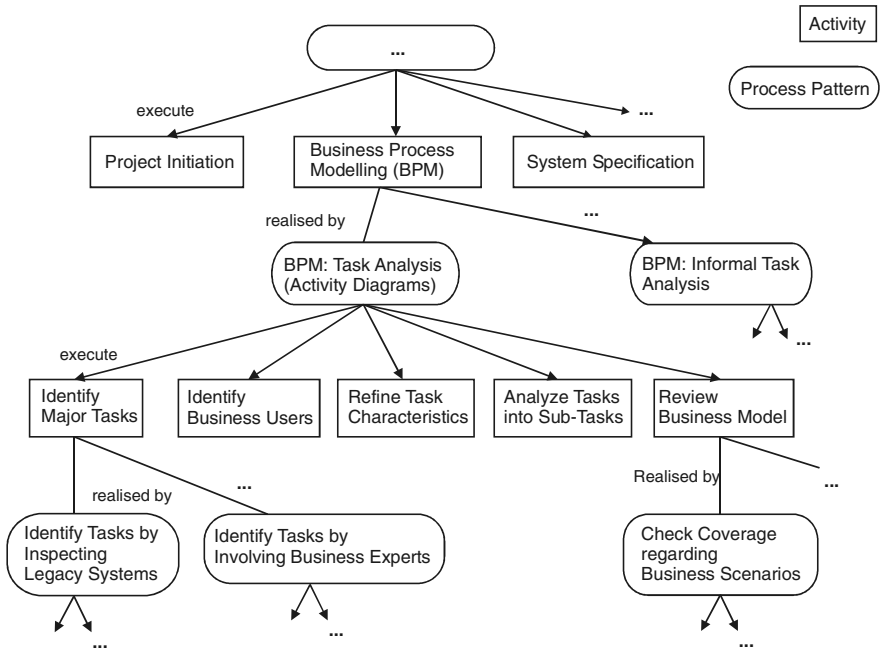 Activity
...
Process Pattern
execute
...
Project Initiation
Business Process
Modelling (BPM)
System Specification
realised by
...
BPM: Task Analysis
(Activity Diagrams)
BPM: Informal Task
Analysis
...
execute
Identify
Major Tasks
Identify
Business Users
Refine Task
Characteristics
Analyze Tasks
into Sub-Tasks
Review
Business Model
realised by
...
Realised by
...
Identify Tasks by
Inspecting
Legacy Systems
Identify Tasks by
Involving Business Experts
Check Coverage
regarding
Business Scenarios
...
...
...